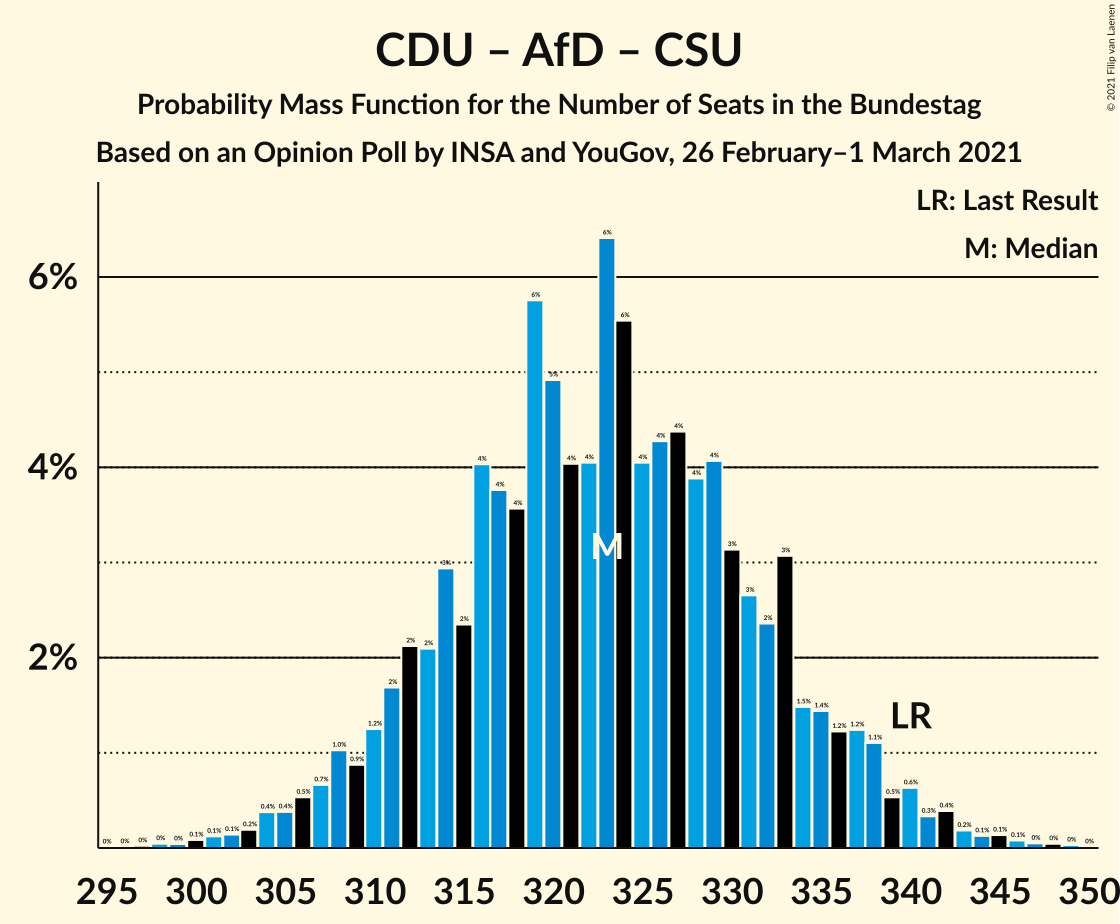 CDU – AfD – CSU
Probability Mass Function for the Number of Seats in the Bundestag
Based on an Opinion Poll by INSA and YouGov, 26 February–1 March 2021
© 2021 Filip van Laenen
LR: Last Result
M: Median
6%
4%
2%
0% 0% 0% 0% 0% 0.1% 0.1% 0.1% 0.2% 0.4% 0.4% 0.5% 0.7% 1.0% 0.9% 1.2% 2% 2% 2% 3% 2% 4% 4% 4% 6% 5% 4% 4% 6% 6% 4% 4% 4% 4% 4% 3% 3% 2% 3% 1.5% 1.4% 1.2% 1.2% 1.1% 0.5% 0.6% 0.3% 0.4% 0.2% 0.1% 0.1% 0.1% 0% 0% 0% 0%
M
LR
295 300 305 310 315 320 325 330 335 340 345 350